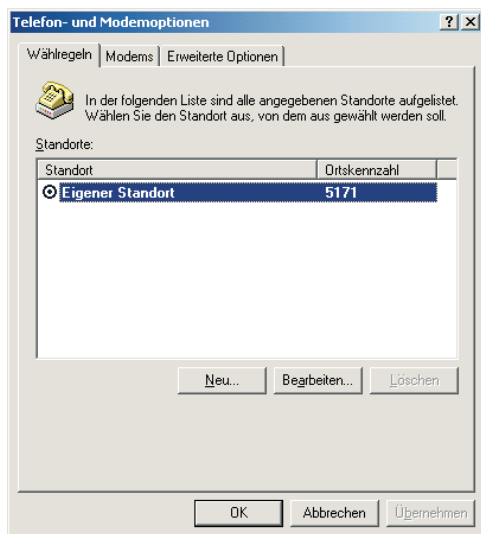 Telefon- und Modemoptionen
Wählregeln Modems Erweiterte Optionen
In der folgenden Liste sind alle angegebenen Standorte aufgelistet.
Wählen Sie den Standort aus, von dem aus gewählt werden soll.
Standorte:
Standort Ortskennzahl
Eigener Standort 5171
Neu... Bearbeiten... Löschen
OK Abbrechen Übernehmen